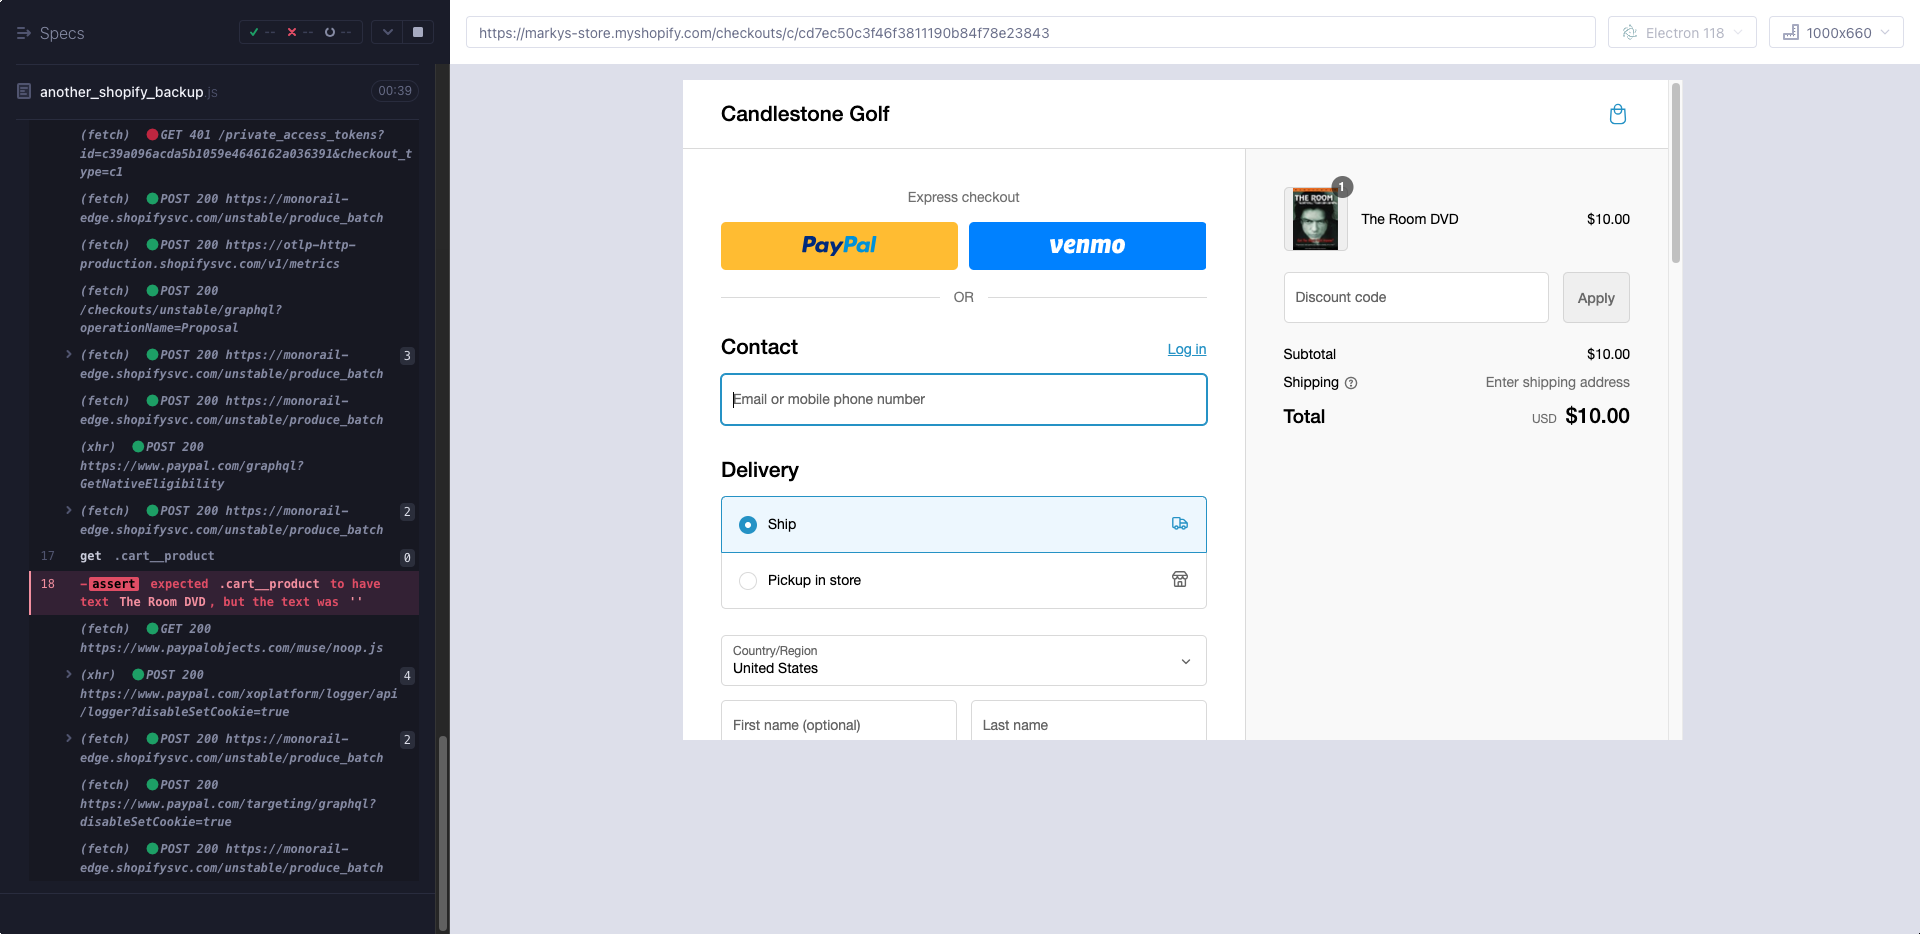 Specs
-- -- --
another_shopify_backup.js
00:39
(fetch) GET 401 /private_access_tokens?
id=c39a096acda5b1059e4646162a036391&checkout_t
ype=c1
(fetch) POST 200 https://monorail-
edge.shopifysvc.com/unstable/produce_batch
(fetch) POST 200 https://otlp-http-
production.shopifysvc.com/v1/metrics
(fetch) POST 200
/checkouts/unstable/graphql?
operationName=Proposal
(fetch) POST 200 https://monorail- 3
edge.shopifysvc.com/unstable/produce_batch
(fetch) POST 200 https://monorail-
edge.shopifysvc.com/unstable/produce_batch
(xhr) POST 200
https://www.paypal.com/graphql?
GetNativeEligibility
(fetch) POST 200 https://monorail- 2
edge.shopifysvc.com/unstable/produce_batch
17 get .cart__product 0
18 -assert expected .cart__product to have
text The Room DVD, but the text was ''
(fetch) GET 200
https://www.paypalobjects.com/muse/noop.js
(xhr) POST 200 4
https://www.paypal.com/xoplatform/logger/api
/logger?disableSetCookie=true
(fetch) POST 200 https://monorail- 2
edge.shopifysvc.com/unstable/produce_batch
(fetch) POST 200
https://www.paypal.com/targeting/graphql?
disableSetCookie=true
(fetch) POST 200 https://monorail-
edge.shopifysvc.com/unstable/produce_batch
https://markys-store.myshopify.com/checkouts/c/cd7ec50c3f46f3811190b84f78e23843
Electron 118
1000x660
Candlestone Golf
Express checkout
PayPal
venmo
OR
Contact
Log in
Email or mobile phone number
Delivery
Ship
Pickup in store
Country/Region
United States
First name (optional)
Last name
1
THE ROOM
The Room DVD
$10.00
Discount code
Apply
Subtotal
$10.00
Shipping
Enter shipping address
Total
USD $10.00